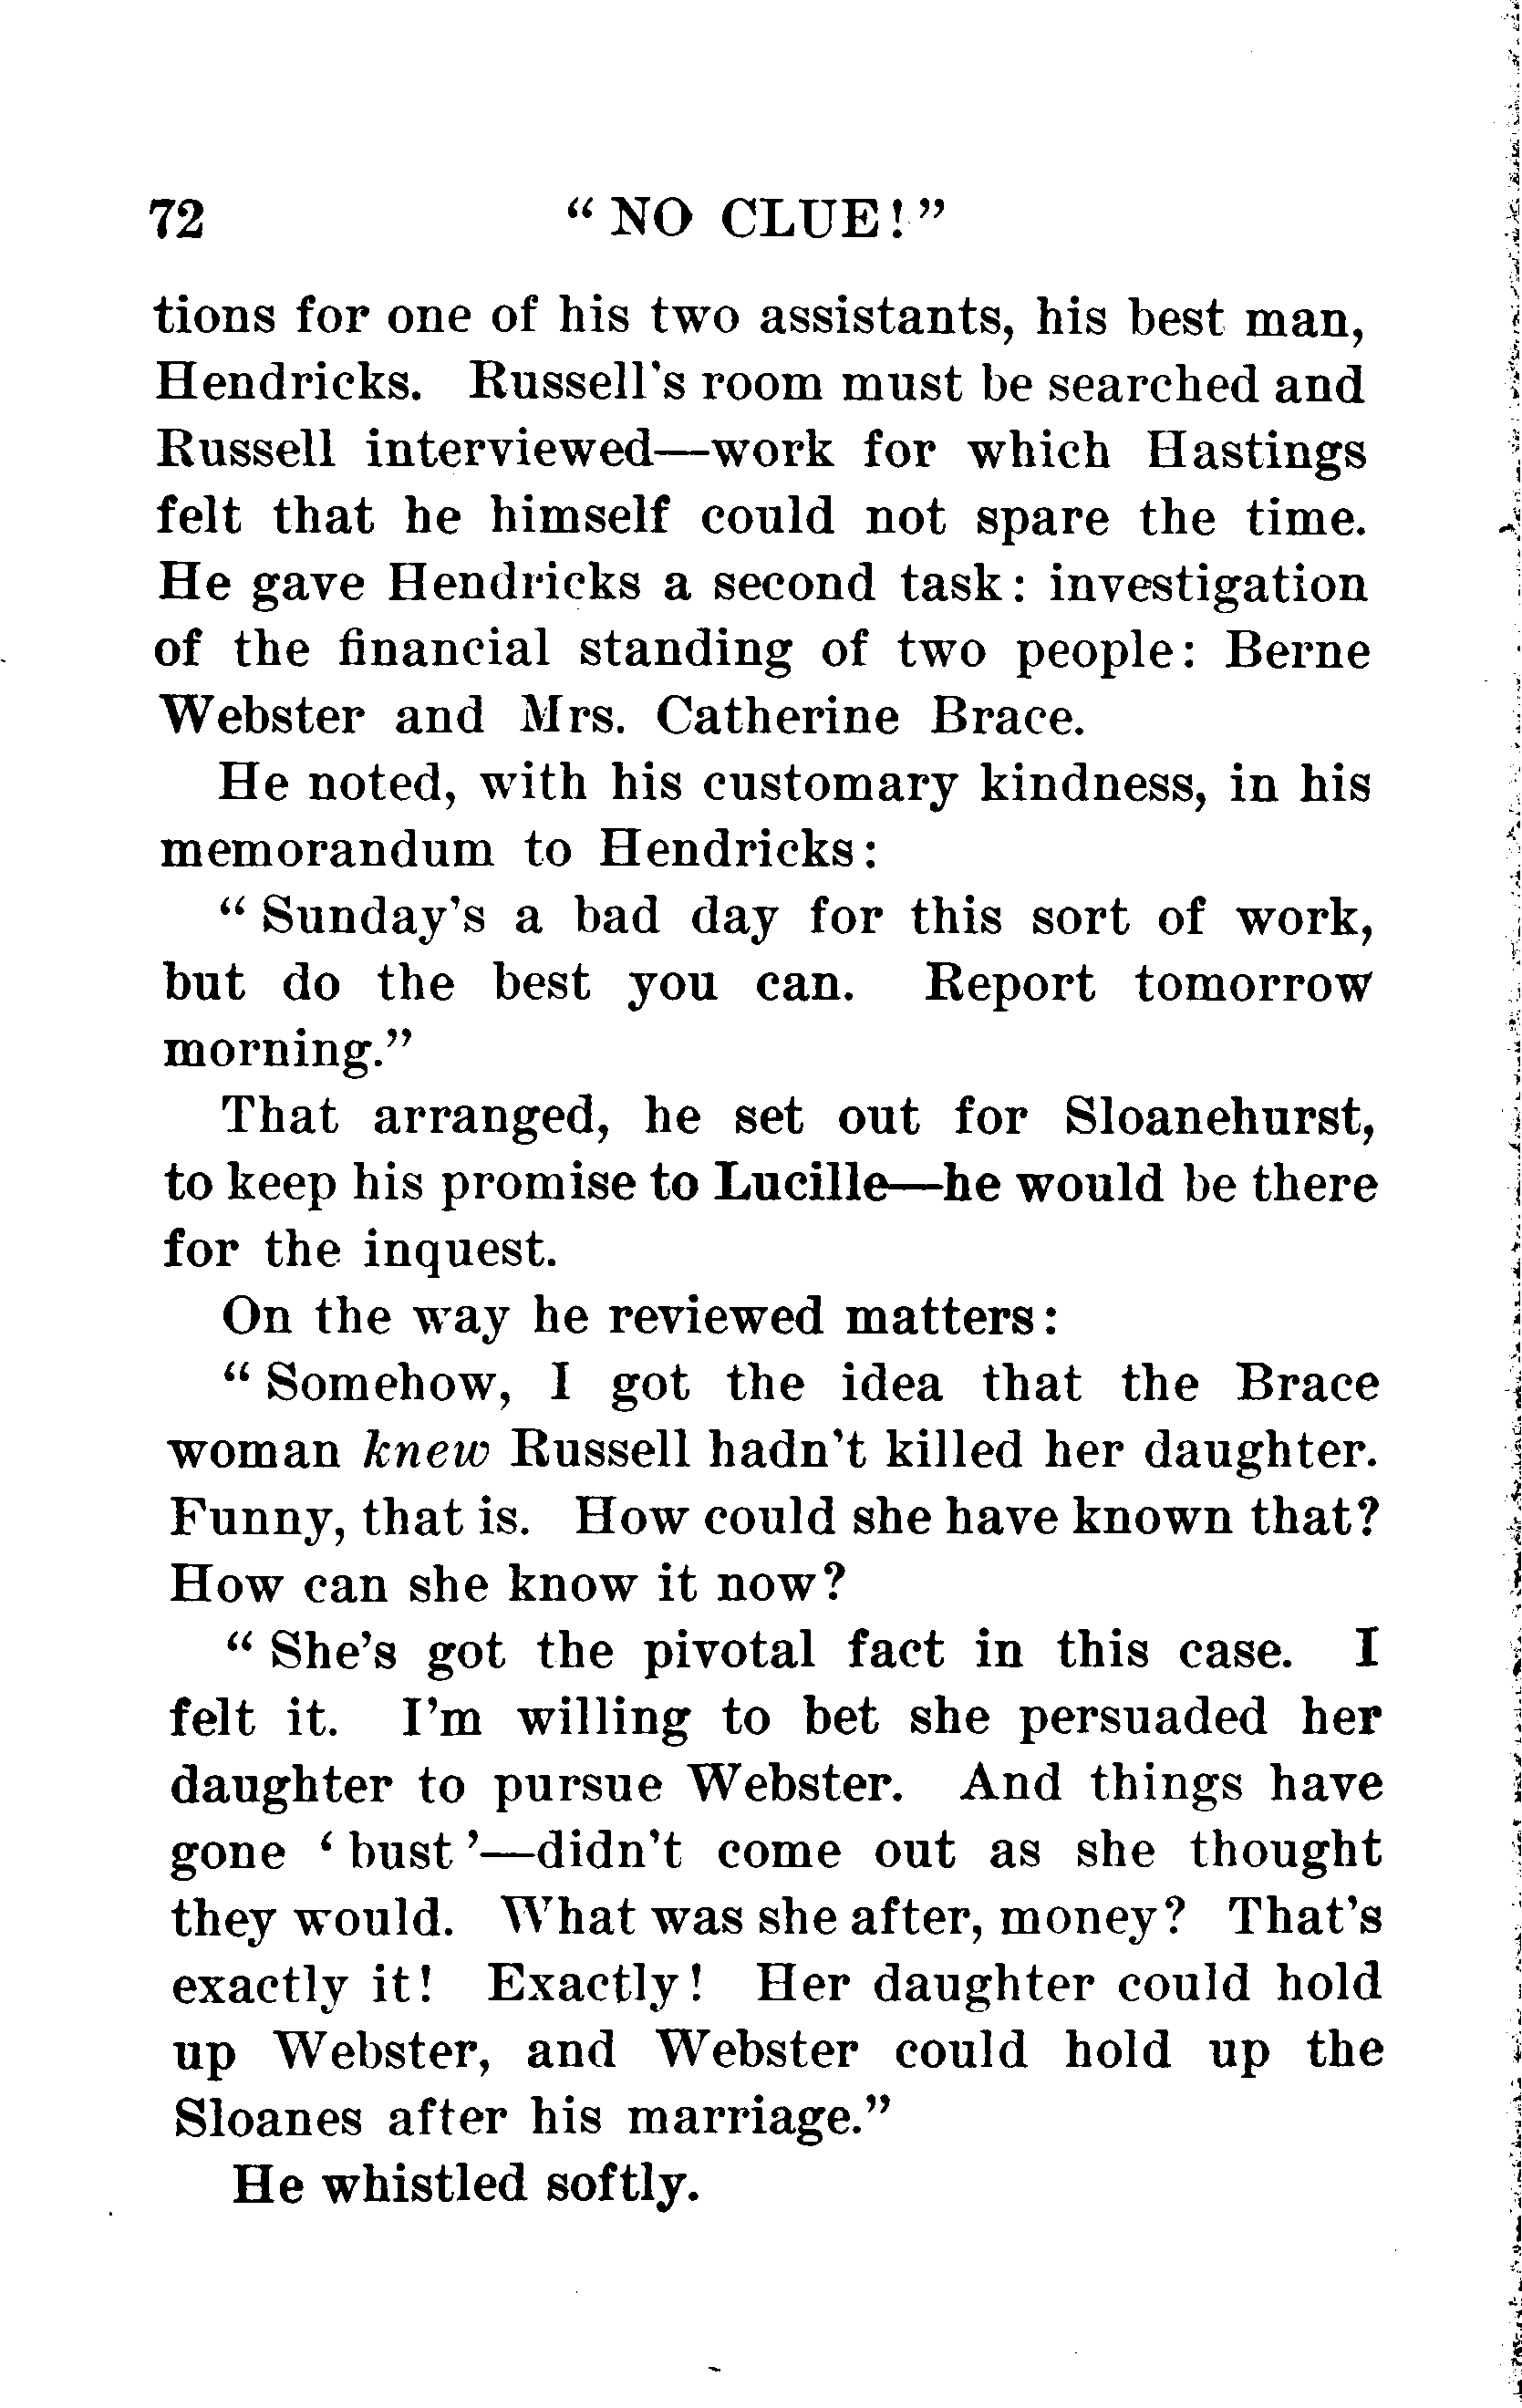 72 “ NO CLUE! ”
tions for one of his two assistants, his best man,
Hendricks. Russell's room must be searched and
Russell interviewed—work for which Hastings
felt that he himself could not spare the time.
He gave Hendricks a second task: investigation
of the financial standing of two people: Berne
Webster and Mrs. Catherine Brace.
He noted, with his customary kindness, in his
memorandum to Hendricks:
“ Sunday's a bad day for this sort of work,
but do the best you can. Report tomorrow
morning.”
That arranged, he set out for Sloanehurst,
to keep his promise to Lucille—he would be there
for the inquest.
On the way he reviewed matters:
“ Somehow, I got the idea that the Brace
woman knew Russell hadn't killed her daughter.
Funny, that is. How could she have known that?
How can she know it now?
“ She's got the pivotal fact in this case. I
felt it. I'm willing to bet she persuaded her
daughter to pursue Webster. And things have
gone ‘ bust ’—didn't come out as she thought
they would. What was she after, money? That's
exactly it! Exactly! Her daughter could hold
up Webster, and Webster could hold up the
Sloanes after his marriage.”
He whistled softly.